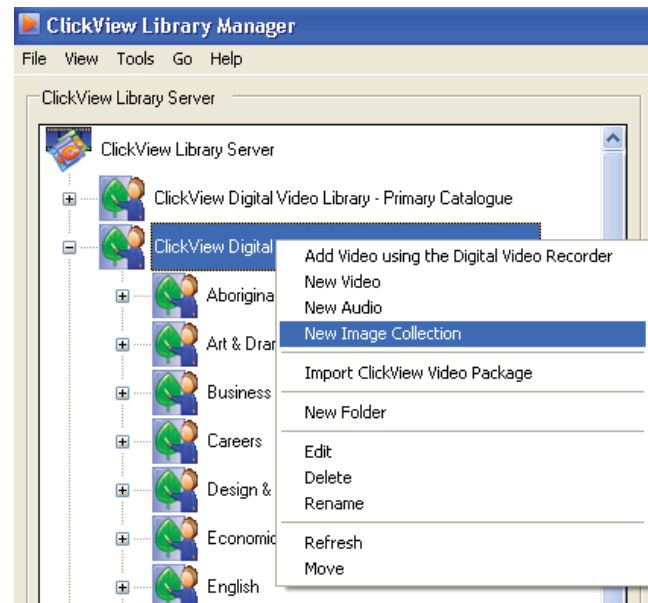 ClickView Library Manager
File View Tools Go Help
ClickView Library Server
ClickView Library Server
ClickView Digital Video Library - Primary Catalogue
ClickView Digital
Aborigina
Art & Drar
Business
Careers
Design &
Economic
English
Add Video using the Digital Video Recorder
New Video
New Audio
New Image Collection
Import ClickView Video Package
New Folder
Edit
Delete
Rename
Refresh
Move